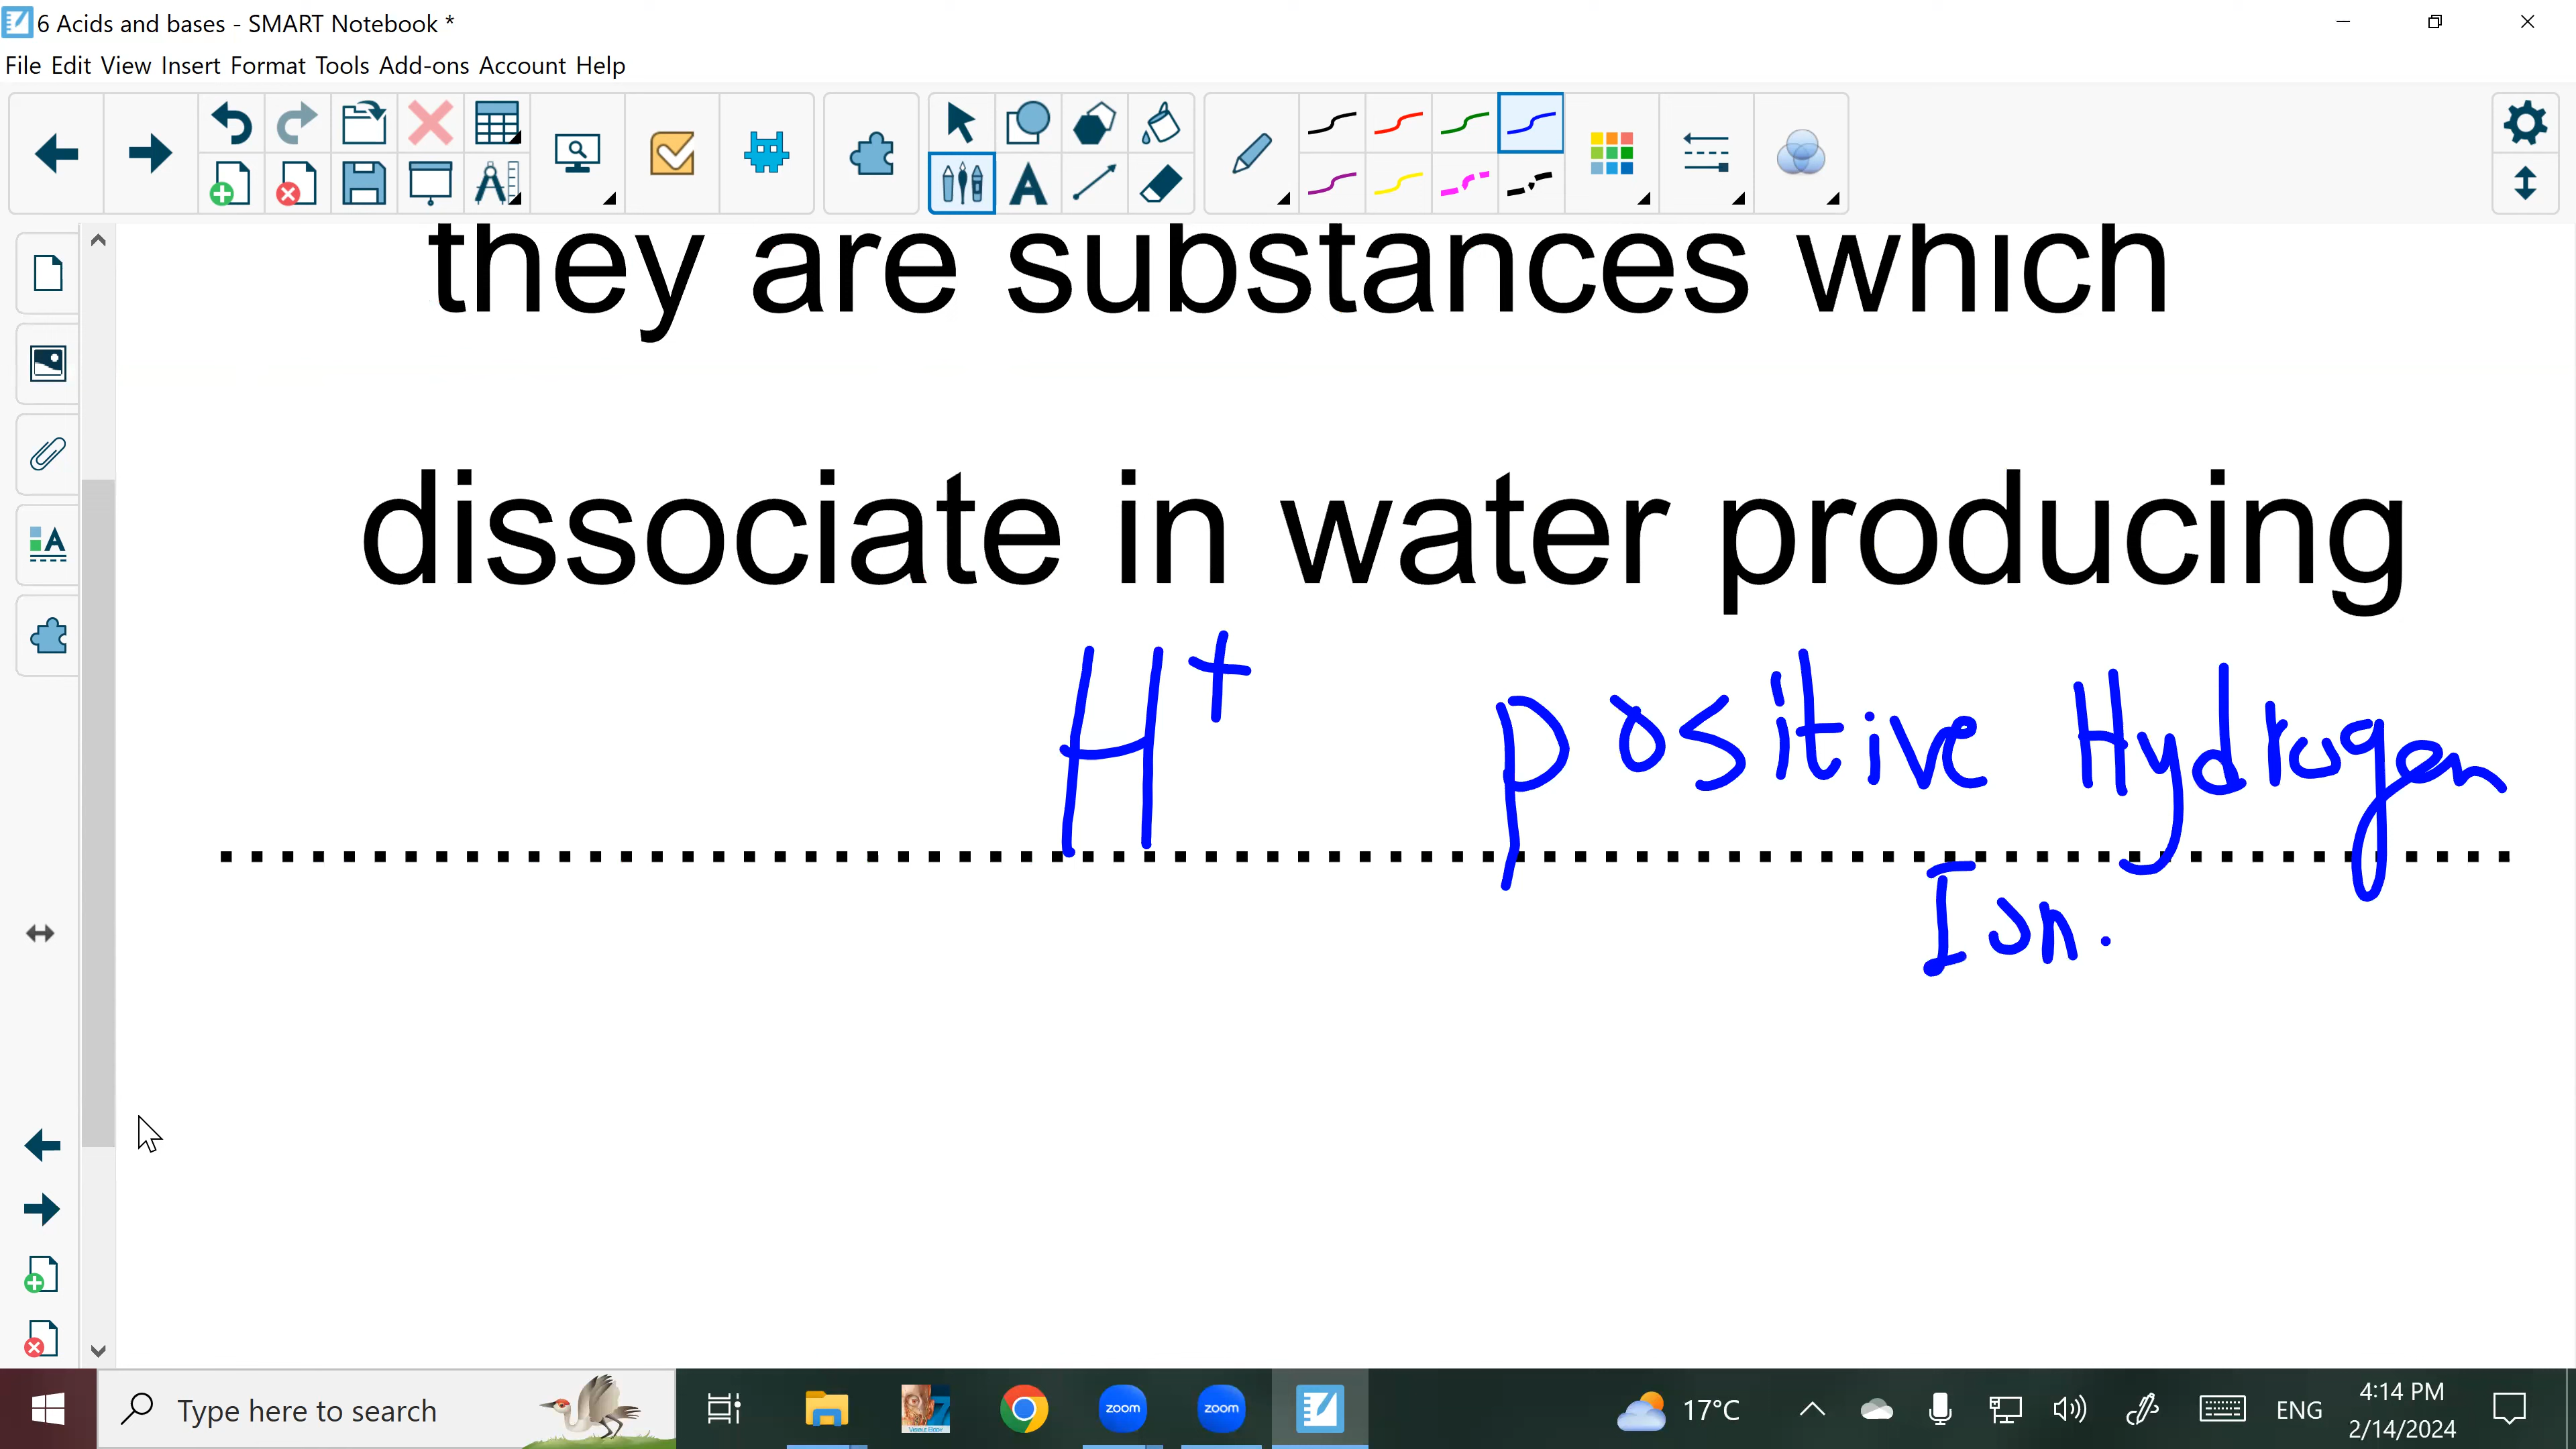 6 Acids and bases - SMART Notebook *
File Edit View Insert Format Tools Add-ons Account Help
they are substances which
dissociate in water producing
H+ positive Hydrogen
Ion.
Type here to search
zoom
zoom
17°C
ENG
4:14 PM
2/14/2024